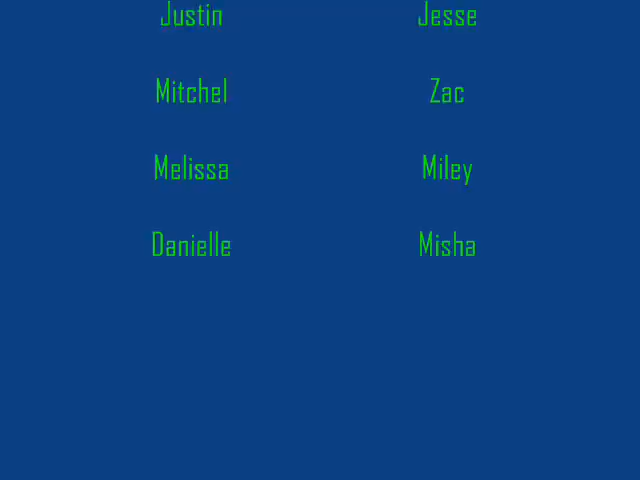 Justin Jesse
Mitchel Zac
Melissa Miley
Danielle Misha